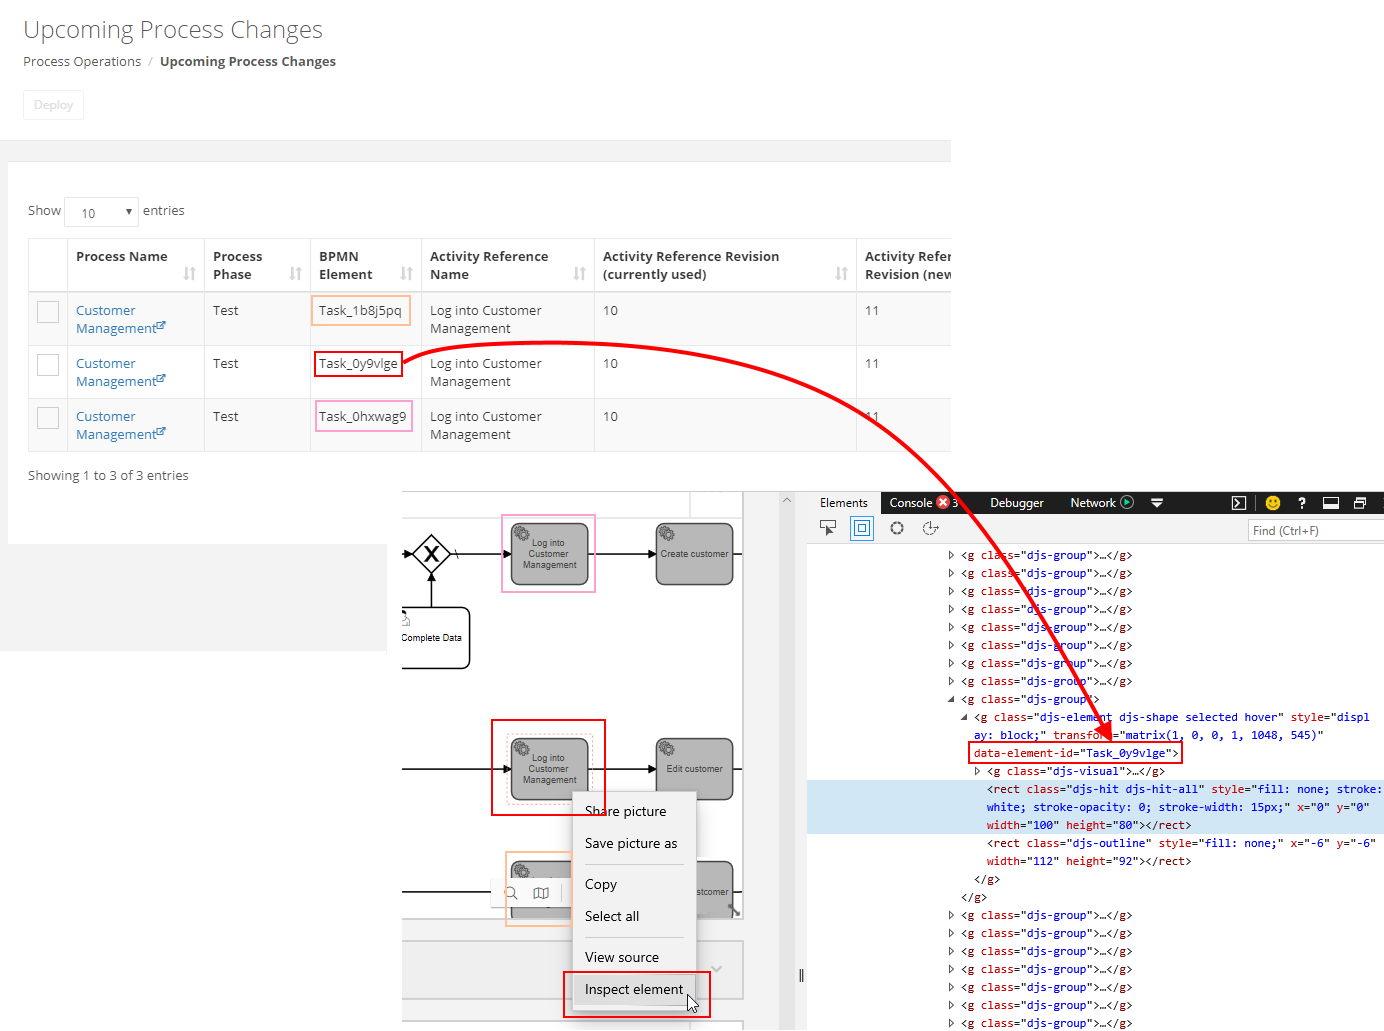 Upcoming Process Changes
Process Operations / Upcoming Process Changes
Deploy
Show 10 entries
Process Name
Process Phase
BPMN Element
Activity Reference Name
Activity Reference Revision (currently used)
Activity Refer
Revision (new
Customer Management
Test
Task_1b8j5pq
Log into Customer Management
10
11
Customer Management
Test
Task_0y9vlge
Log into Customer Management
10
11
Customer Management
Test
Task_0hxwag9
Log into Customer Management
10
11
Showing 1 to 3 of 3 entries
Log into
Customer
Management
Create customer
Complete Data
Log into
Customer
Management
Edit customer
Share picture
Save picture as
Copy
Select all
View source
Inspect element
Elements Console 3 Debugger Network
Find (Ctrl+F)
<g class="djs-group">…</g>
<g class="djs-group">…</g>
<g class="djs-group">…</g>
<g class="djs-group">…</g>
<g class="djs-group">…</g>
<g class="djs-group">…</g>
<g class="djs-group">…</g>
<g class="djs-group">…</g>
<g class="djs-group">
<g class="djs-element djs-shape selected hover" style="displ
ay: block;" transform="matrix(1, 0, 0, 1, 1048, 545)"
data-element-id="Task_0y9vlge">
<g class="djs-visual">…</g>
<rect class="djs-hit djs-hit-all" style="fill: none; stroke:
white; stroke-opacity: 0; stroke-width: 15px;" x="0" y="0"
width="100" height="80"></rect>
<rect class="djs-outline" style="fill: none;" x="-6" y="-6"
width="112" height="92"></rect>
</g>
</g>
<g class="djs-group">…</g>
<g class="djs-group">…</g>
<g class="djs-group">…</g>
<g class="djs-group">…</g>
<g class="djs-group">…</g>
<g class="djs-group">…</g>
<g class="djs-group">…</g>